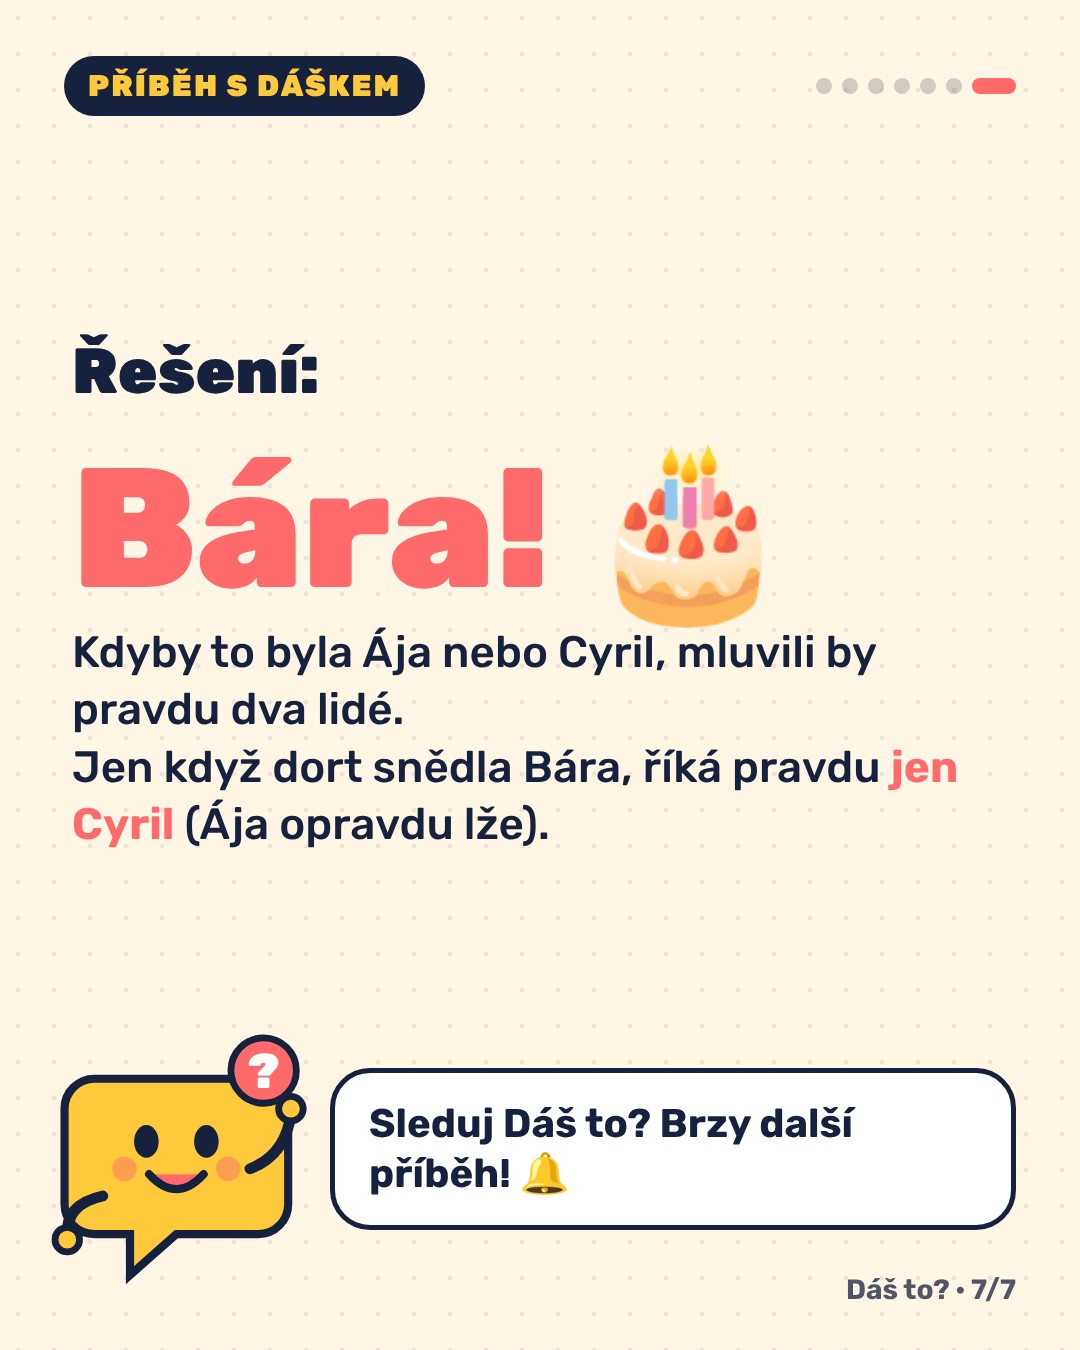 PŘÍBĚH S DÁŠKEM
Řešení:
Bára! 🎂
Kdyby to byla Ája nebo Cyril, mluvili by
pravdu dva lidé.
Jen když dort snědla Bára, říká pravdu jen
Cyril (Ája opravdu lže).
?
Sleduj Dáš to? Brzy další
příběh! 🔔
Dáš to? • 7/7